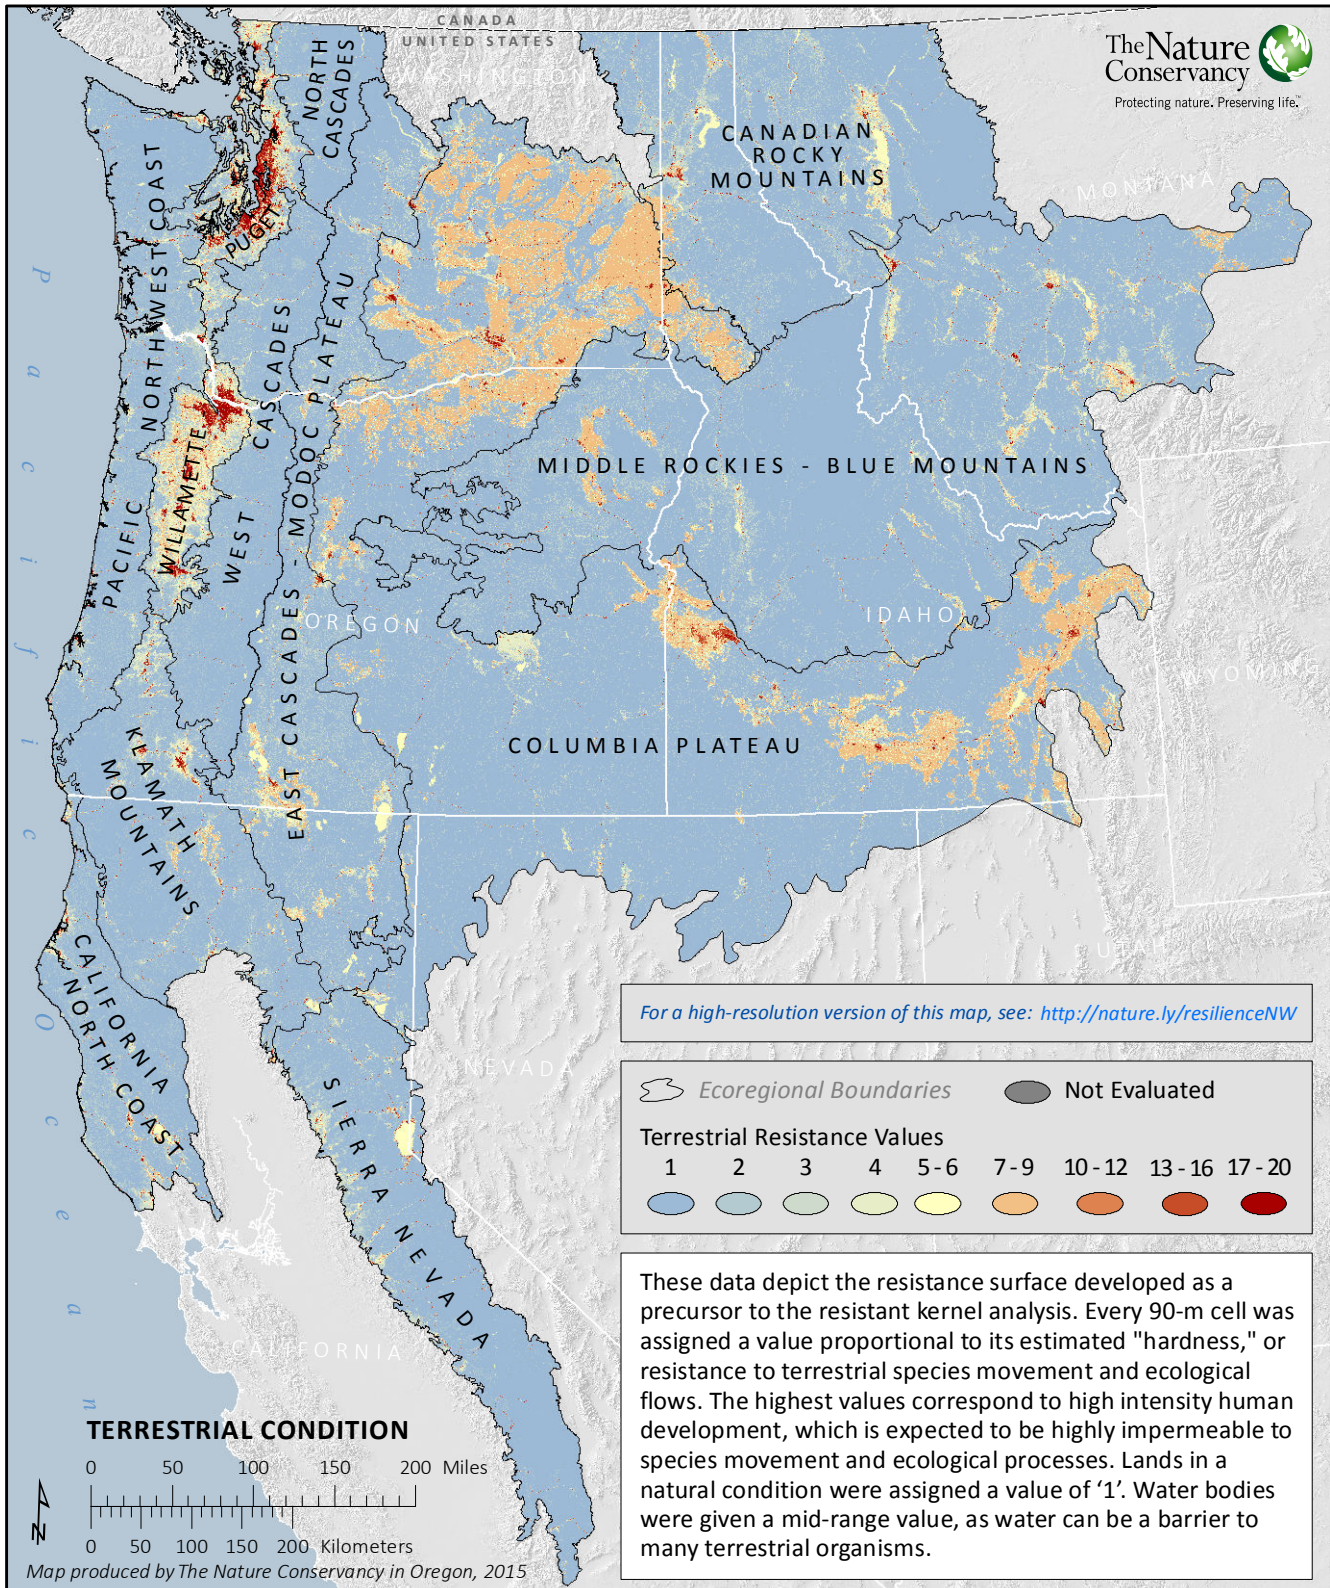 CANADA
UNITED STATES
WASHINGTON
The Nature
Conservancy
Protecting nature. Preserving life.™
NORTH
CASCADES
CANADIAN
ROCKY
MOUNTAINS
MONTANA
PUGET
PACIFIC NORTHWEST COAST
WILLAMETTE
WEST CASCADES
EAST CASCADES - MODOC PLATEAU
MIDDLE ROCKIES - BLUE MOUNTAINS
OREGON
IDAHO
WYOMING
COLUMBIA PLATEAU
KLAMATH
MOUNTAINS
UTAH
CALIFORNIA
NORTH COAST
NEVADA
SIERRA NEVADA
CALIFORNIA
Pacific Ocean
For a high-resolution version of this map, see: http://nature.ly/resilienceNW
Ecoregional Boundaries
Not Evaluated
Terrestrial Resistance Values
1 2 3 4 5 - 6 7 - 9 10 - 12 13 - 16 17 - 20
These data depict the resistance surface developed as a
precursor to the resistant kernel analysis. Every 90-m cell was
assigned a value proportional to its estimated "hardness," or
resistance to terrestrial species movement and ecological
flows. The highest values correspond to high intensity human
development, which is expected to be highly impermeable to
species movement and ecological processes. Lands in a
natural condition were assigned a value of ‘1’. Water bodies
were given a mid-range value, as water can be a barrier to
many terrestrial organisms.
TERRESTRIAL CONDITION
0 50 100 150 200 Miles
0 50 100 150 200 Kilometers
N
Map produced by The Nature Conservancy in Oregon, 2015